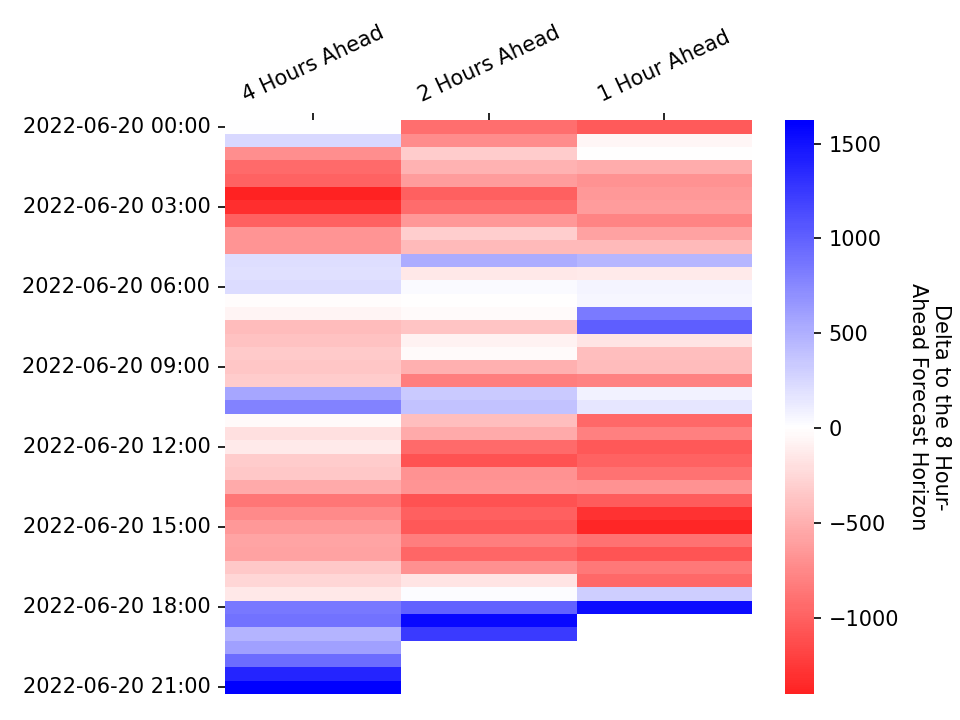 4 Hours Ahead
2 Hours Ahead
1 Hour Ahead
2022-06-20 00:00
2022-06-20 03:00
2022-06-20 06:00
2022-06-20 09:00
2022-06-20 12:00
2022-06-20 15:00
2022-06-20 18:00
2022-06-20 21:00
1500
1000
500
0
−500
−1000
Delta to the 8 Hour-
Ahead Forecast Horizon